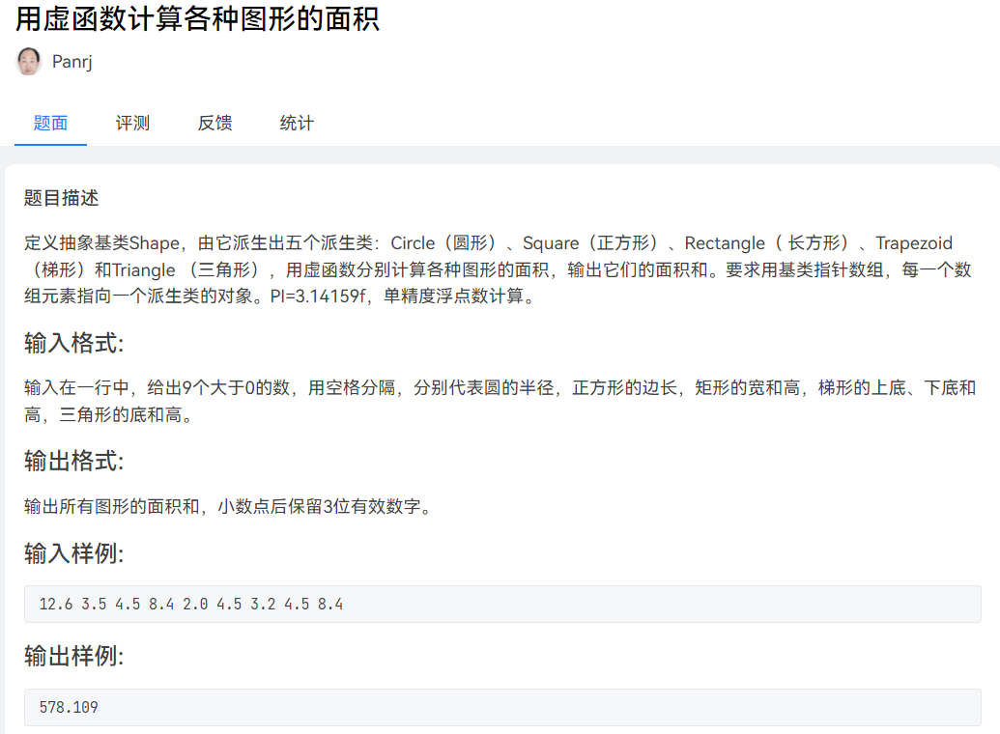 用虚函数计算各种图形的面积
Panrj
题面 评测 反馈 统计
题目描述
定义抽象基类Shape，由它派生出五个派生类：Circle（圆形）、Square（正方形）、Rectangle（ 长方形）、Trapezoid
（梯形）和Triangle （三角形），用虚函数分别计算各种图形的面积，输出它们的面积和。要求用基类指针数组，每一个数
组元素指向一个派生类的对象。PI=3.14159f，单精度浮点数计算。
输入格式:
输入在一行中，给出9个大于0的数，用空格分隔，分别代表圆的半径，正方形的边长，矩形的宽和高，梯形的上底、下底和
高，三角形的底和高。
输出格式:
输出所有图形的面积和，小数点后保留3位有效数字。
输入样例:
12.6 3.5 4.5 8.4 2.0 4.5 3.2 4.5 8.4
输出样例:
578.109